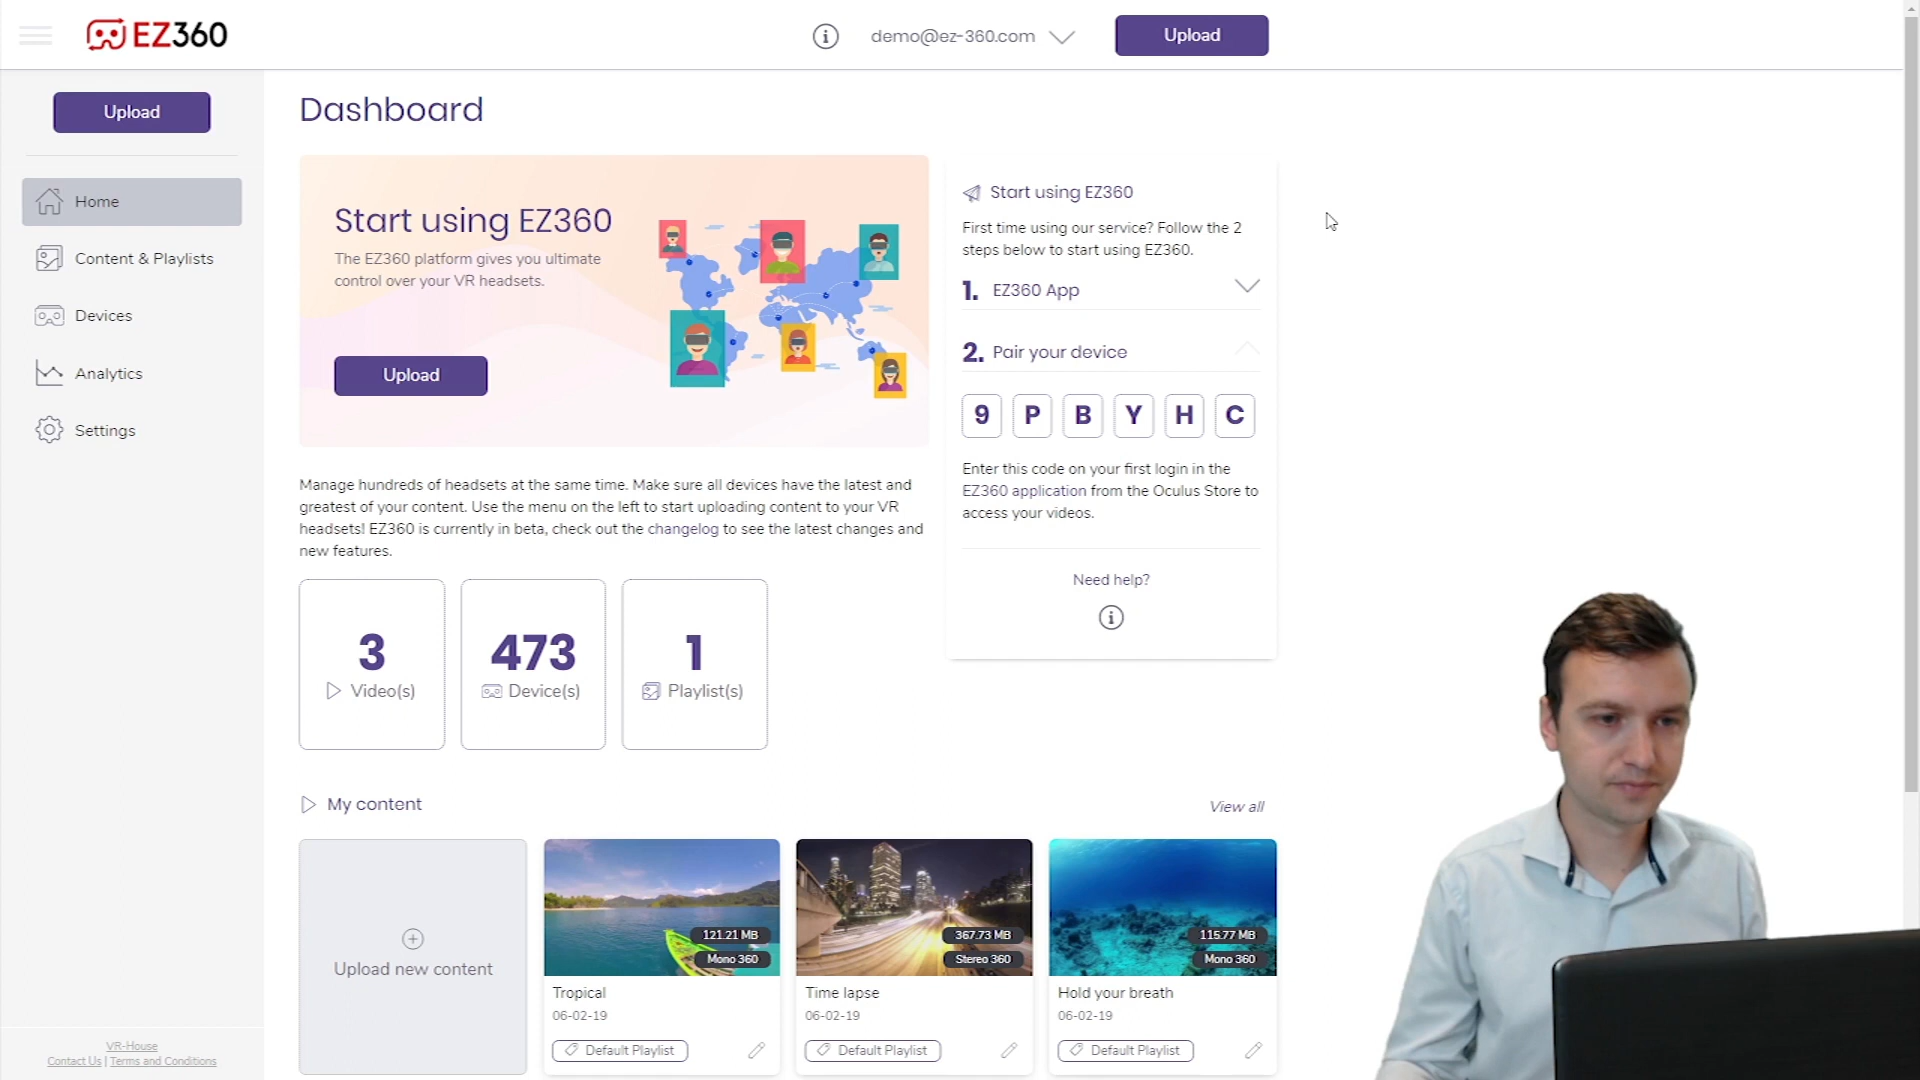 EZ360
demo@ez-360.com
Upload
Upload
Home
Content & Playlists
Devices
Analytics
Settings
VR-House
Contact Us | Terms and Conditions
Dashboard
Start using EZ360
The EZ360 platform gives you ultimate
control over your VR headsets.
Upload
Manage hundreds of headsets at the same time. Make sure all devices have the latest and
greatest of your content. Use the menu on the left to start uploading content to your VR
headsets! EZ360 is currently in beta, check out the changelog to see the latest changes and
new features.
3
Video(s)
473
Device(s)
1
Playlist(s)
Start using EZ360
First time using our service? Follow the 2
steps below to start using EZ360.
1. EZ360 App
2. Pair your device
9 P B Y H C
Enter this code on your first login in the
EZ360 application from the Oculus Store to
access your videos.
Need help?
My content
View all
Upload new content
121.21 MB
Mono 360
Tropical
06-02-19
Default Playlist
367.73 MB
Stereo 360
Time lapse
06-02-19
Default Playlist
115.77 MB
Mono 360
Hold your breath
06-02-19
Default Playlist